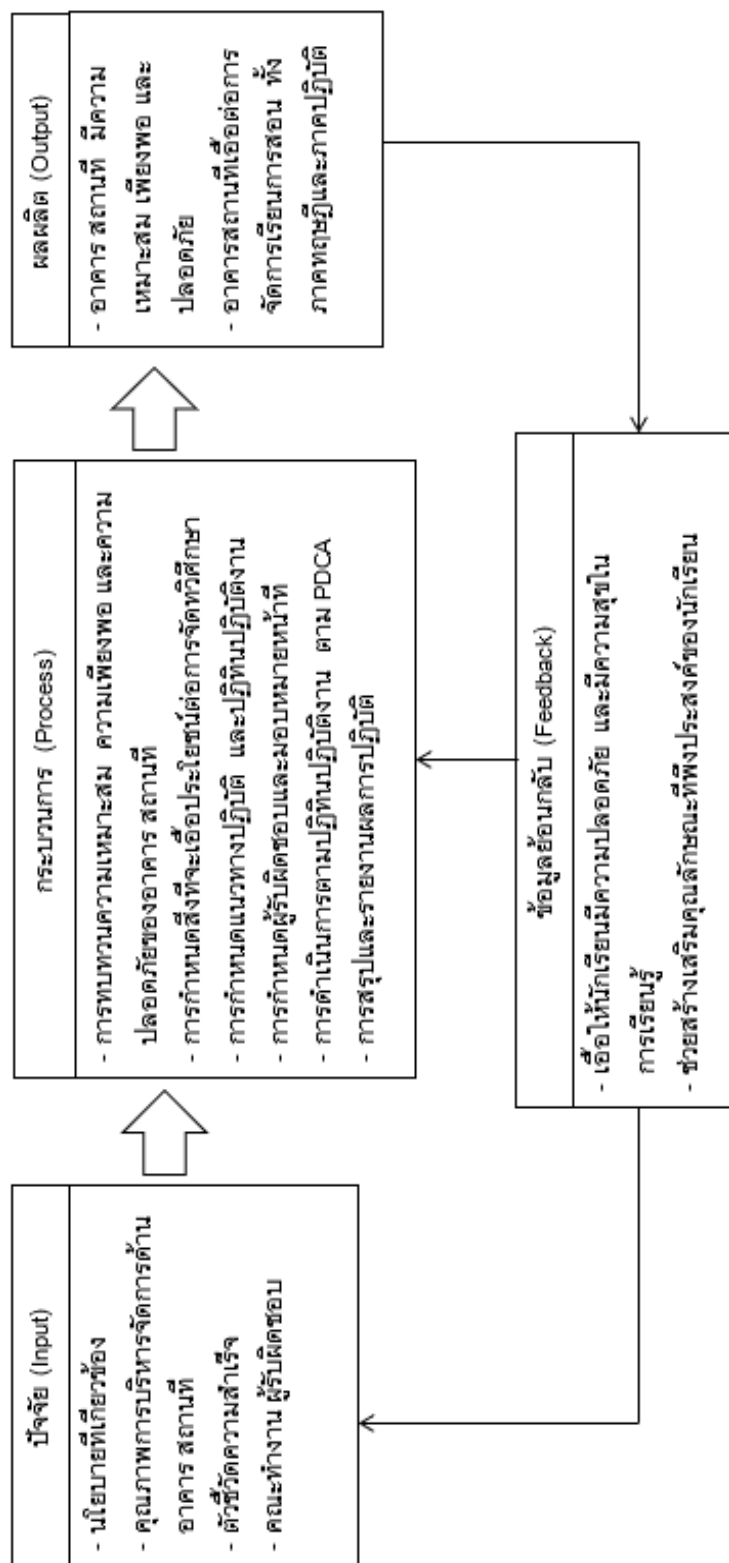 ปัจจัย (Input)
- นโยบายที่เกี่ยวข้อง
- คุณภาพการบริหารจัดการด้าน
อาคาร สถานที่
- ตัวชี้วัดความสำเร็จ
- คณะทำงาน ผู้รับผิดชอบ
กระบวนการ (Process)
- การทบทวนความเหมาะสม ความเพียงพอ และความ
ปลอดภัยของอาคาร สถานที่
- การกำหนดสิ่งที่จะเอื้อประโยชน์ต่อการจัดทวิศึกษา
- การกำหนดแนวทางปฏิบัติ และปฏิทินปฏิบัติงาน
- การกำหนดผู้รับผิดชอบและมอบหมายหน้าที่
- การดำเนินการตามปฏิทินปฏิบัติงาน ตาม PDCA
- การสรุปและรายงานผลการปฏิบัติ
ผลผลิต (Output)
- อาคาร สถานที่ มีความ
เหมาะสม เพียงพอ และ
ปลอดภัย
- อาคารสถานที่เอื้อต่อการ
จัดการเรียนการสอน ทั้ง
ภาคทฤษฎีและภาคปฏิบัติ
ข้อมูลย้อนกลับ (Feedback)
- เอื้อให้นักเรียนมีความปลอดภัย และมีความสุขใน
การเรียนรู้
- ช่วยสร้างเสริมคุณลักษณะที่พึงประสงค์ของนักเรียน